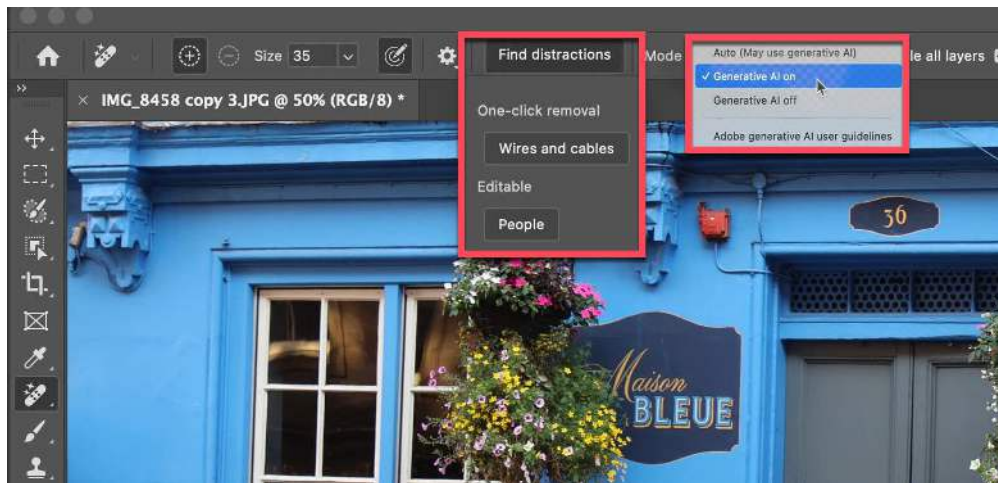 Size 35
Find distractions
Mode
Auto (May use generative AI)
le all layers
✓ Generative AI on
Generative AI off
Adobe generative AI user guidelines
× IMG_8458 copy 3.JPG @ 50% (RGB/8) *
One-click removal
Wires and cables
Editable
People
36
Maison
BLEUE